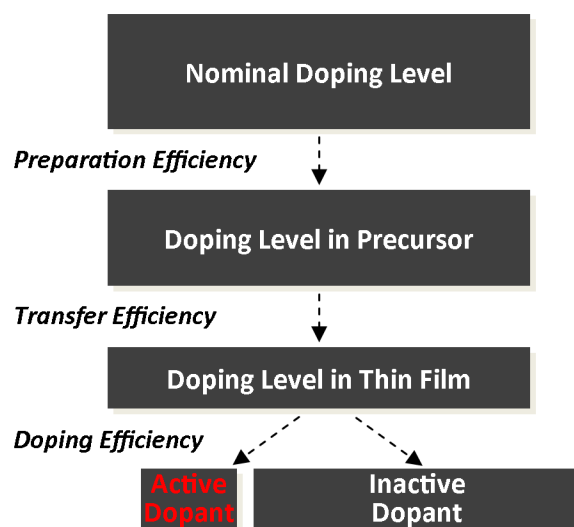 Nominal Doping Level
Preparation Efficiency
Doping Level in Precursor
Transfer Efficiency
Doping Level in Thin Film
Doping Efficiency
Active
Dopant
Inactive
Dopant